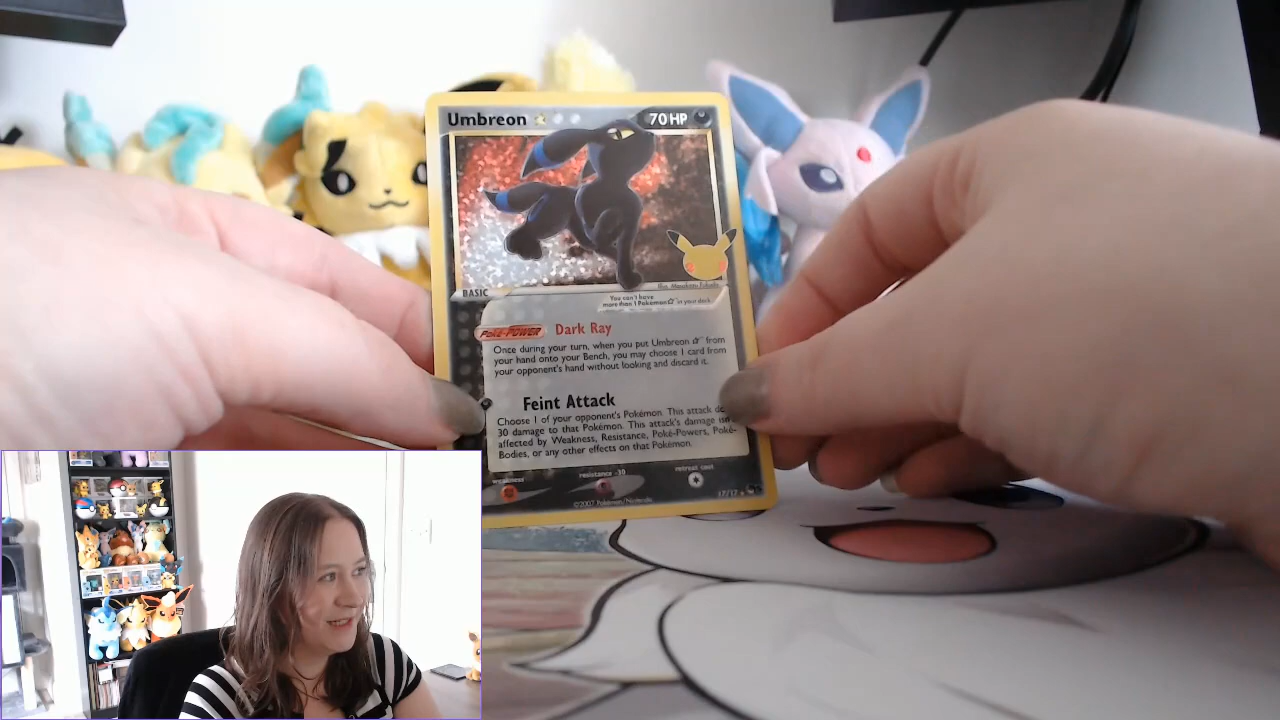 Umbreon
70 HP
BASIC
Illus. Masakazu Fukuda
You can't have
more than 1 Pokémon ☆ in your deck.
Poké-POWER Dark Ray
Once during your turn, when you put Umbreon ☆ from
your hand onto your Bench, you may choose 1 card from
your opponent's hand without looking and discard it.
Feint Attack
Choose 1 of your opponent's Pokémon. This attack do
30 damage to that Pokémon. This attack's damage isn
affected by Weakness, Resistance, Poké-Powers, Poké-
Bodies, or any other effects on that Pokémon.
weakness resistance -30 retreat cost
©2007 Pokémon/Nintendo 17/17